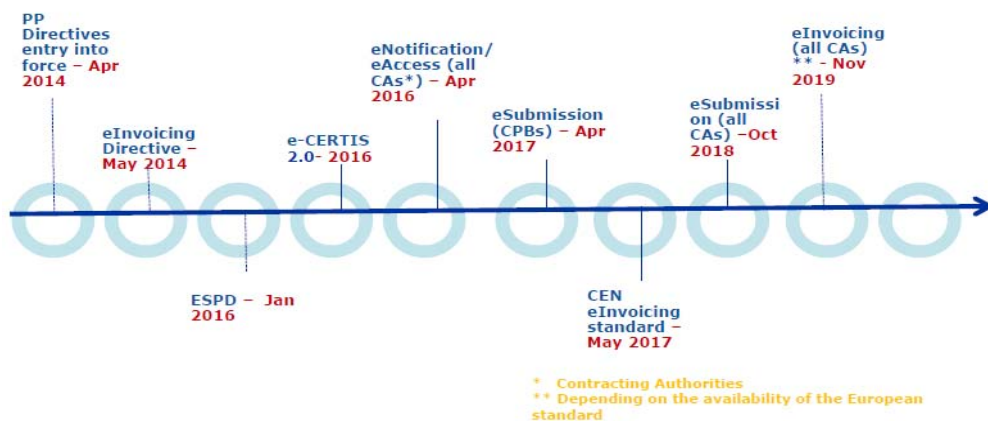 PP
Directives
entry into
force – Apr
2014
eInvoicing
Directive –
May 2014
ESPD – Jan
2016
e-CERTIS
2.0- 2016
eNotification/
eAccess (all
CAs*) – Apr
2016
eSubmission
(CPBs) – Apr
2017
CEN
eInvoicing
standard –
May 2017
eSubmissi
on (all
CAs) –Oct
2018
eInvoicing
(all CAs)
** - Nov
2019
* Contracting Authorities
** Depending on the availability of the European
standard